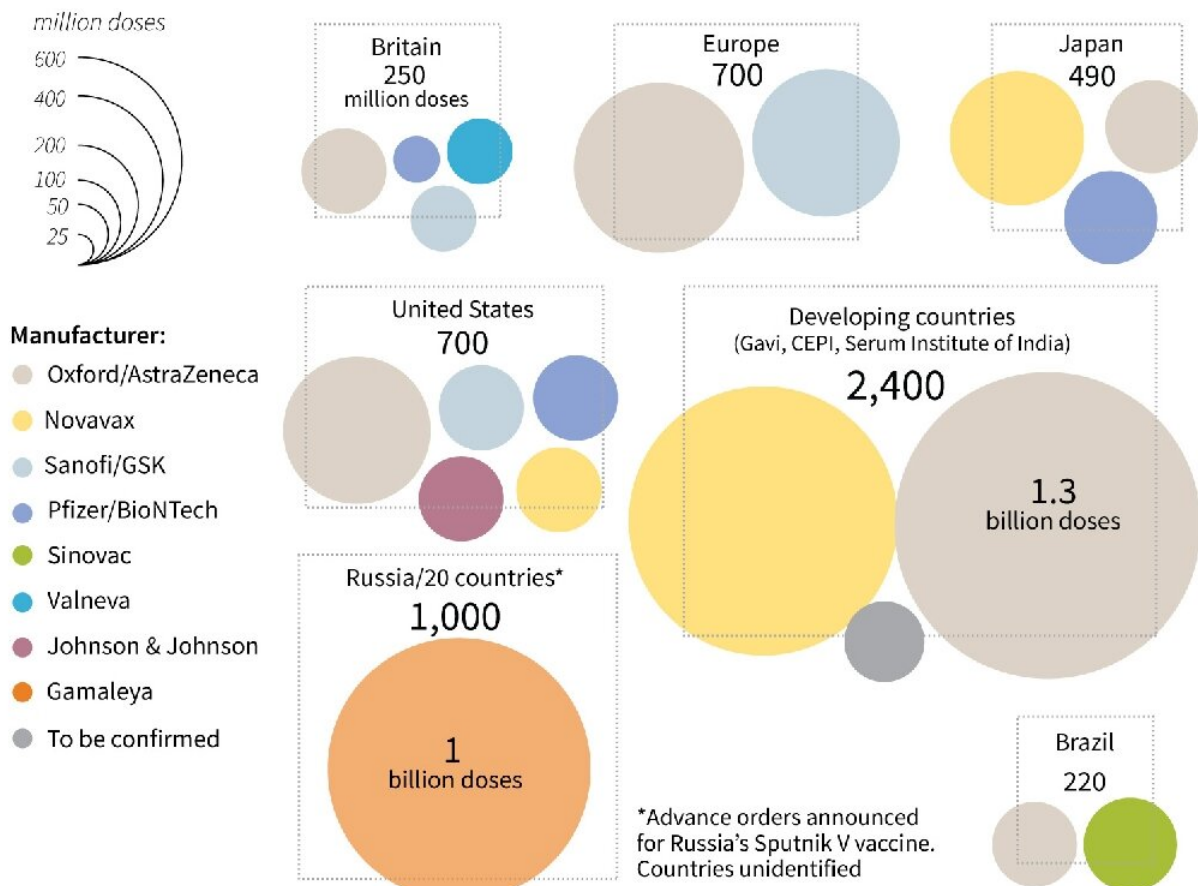 million doses
600
400
200
100
50
25
Britain
250
million doses
Europe
700
Japan
490
Manufacturer:
Oxford/AstraZeneca
Novavax
Sanofi/GSK
Pfizer/BioNTech
Sinovac
Valneva
Johnson & Johnson
Gamaleya
To be confirmed
United States
700
Developing countries
(Gavi, CEPI, Serum Institute of India)
2,400
1.3
billion doses
Russia/20 countries*
1,000
1
billion doses
*Advance orders announced
for Russia's Sputnik V vaccine.
Countries unidentified
Brazil
220